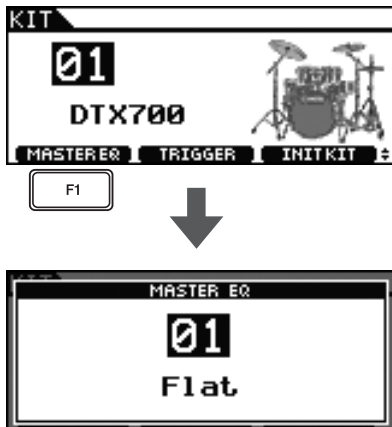 KIT
01
DTX700
MASTER EQ TRIGGER INIT KIT
F1
KIT
MASTER EQ
01
Flat